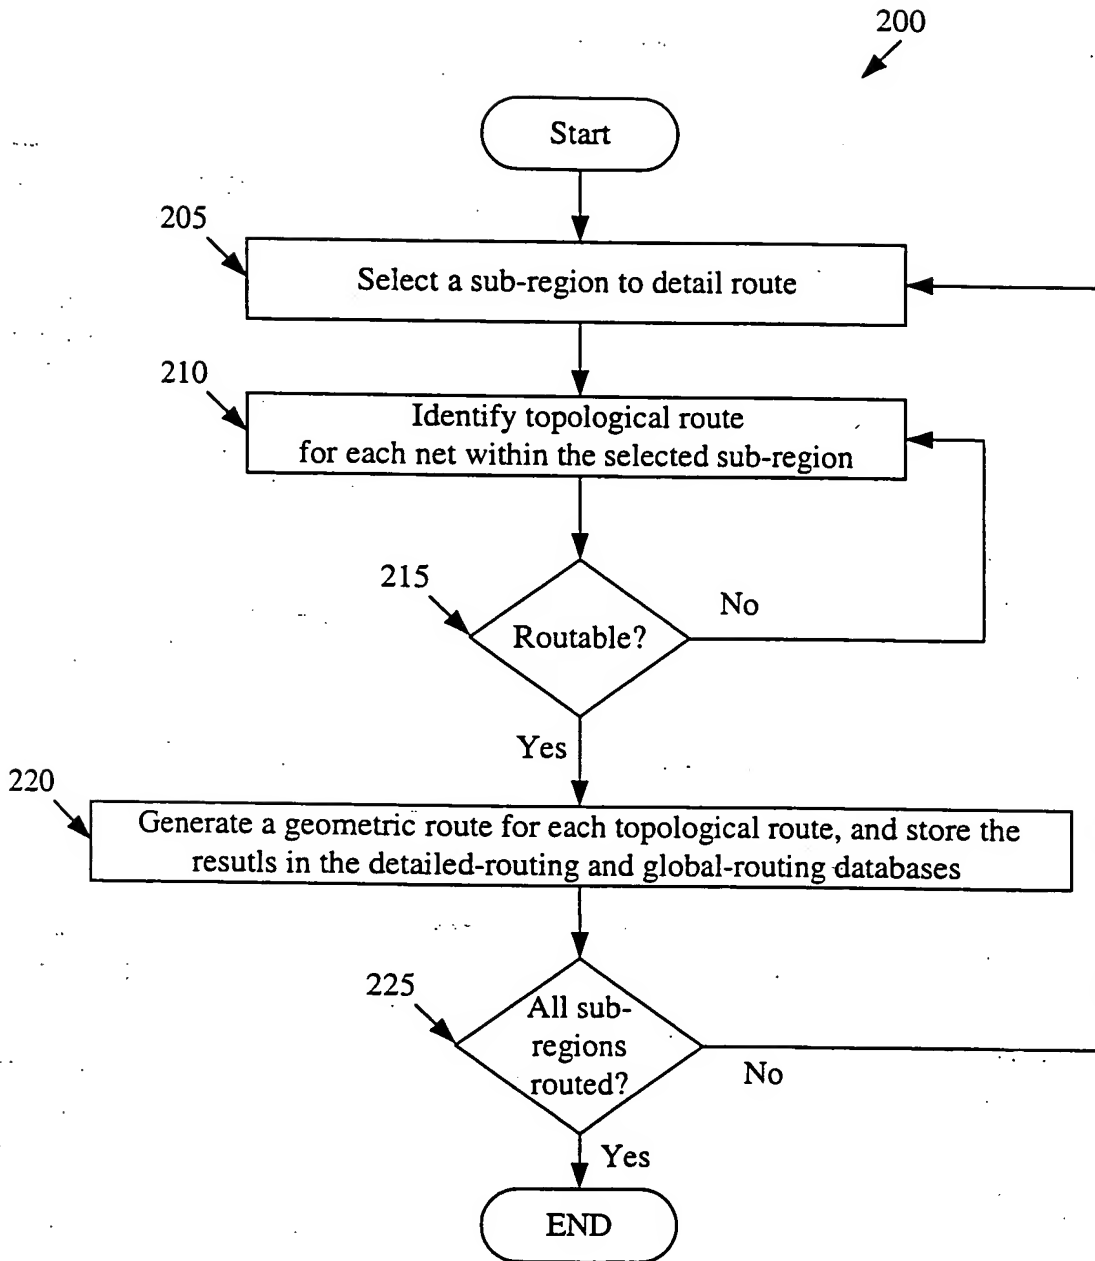 200
Start
205
Select a sub-region to detail route
210
Identify topological route
for each net within the selected sub-region
215
Routable?
No
Yes
220
Generate a geometric route for each topological route, and store the
resutls in the detailed-routing and global-routing databases
225
All sub-
regions
routed?
No
Yes
END